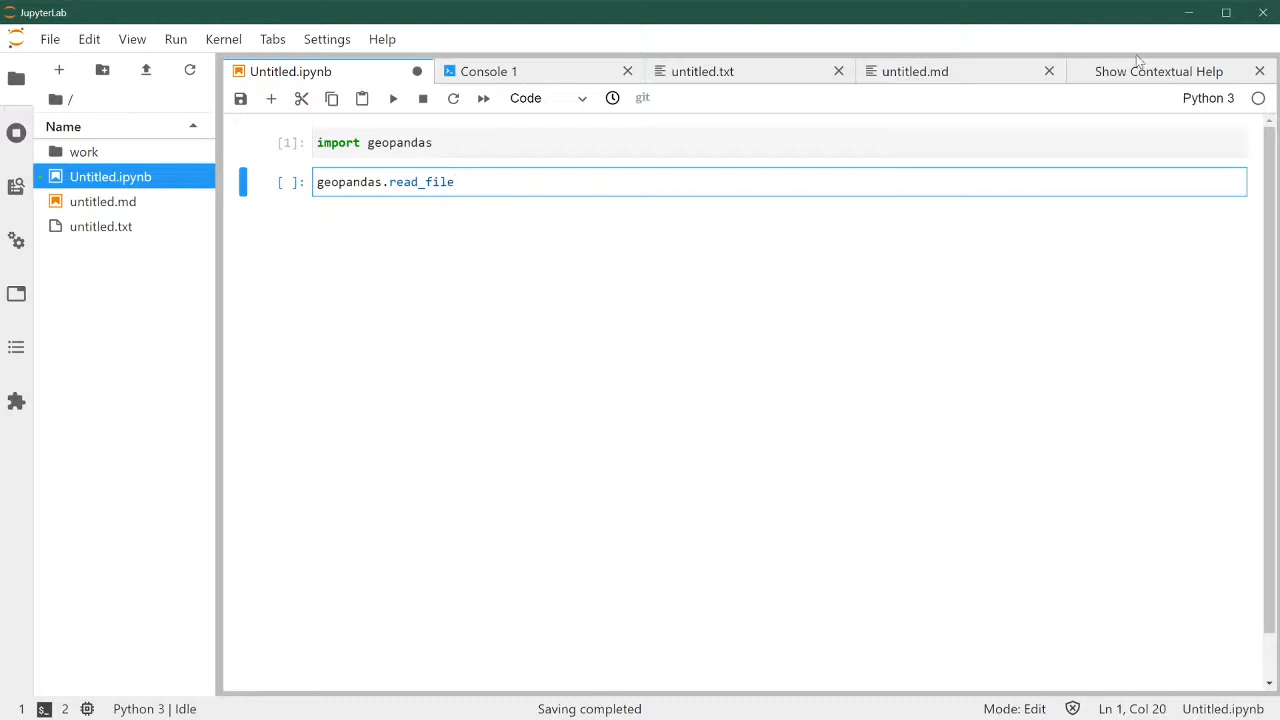 JupyterLab
File Edit View Run Kernel Tabs Settings Help
Untitled.ipynb Console 1 untitled.txt untitled.md Show Contextual Help
Code git Python 3
/
Name
work
Untitled.ipynb
untitled.md
untitled.txt
[1]: import geopandas
[ ]: geopandas.read_file
1 $_ 2 Python 3 | Idle Saving completed Mode: Edit Ln 1, Col 20 Untitled.ipynb